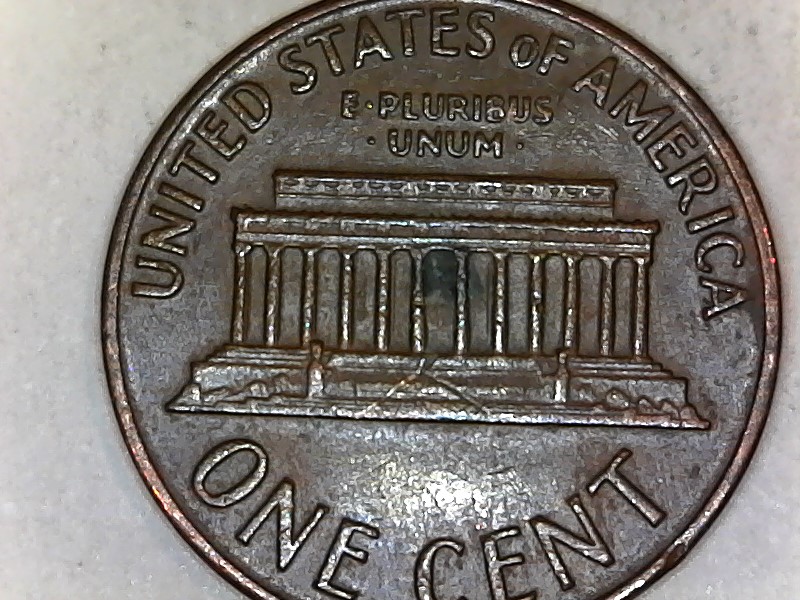 UNITED STATES OF AMERICA
E·PLURIBUS
·UNUM·
ONE CENT